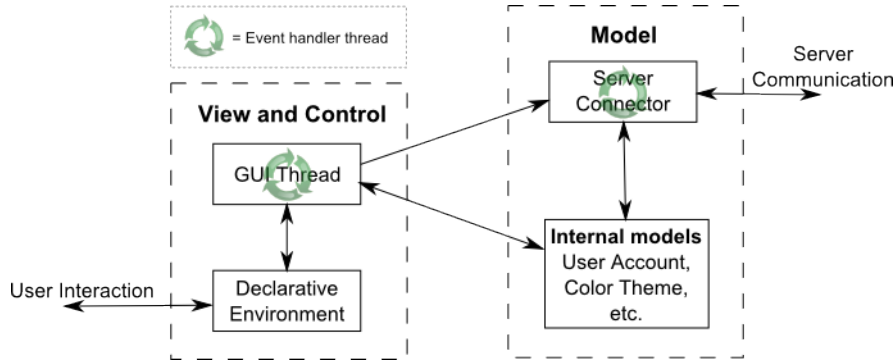 = Event handler thread
Model
Server
Communication
Server
Connector
View and Control
GUI Thread
Internal models
User Account,
Color Theme,
etc.
User Interaction
Declarative
Environment